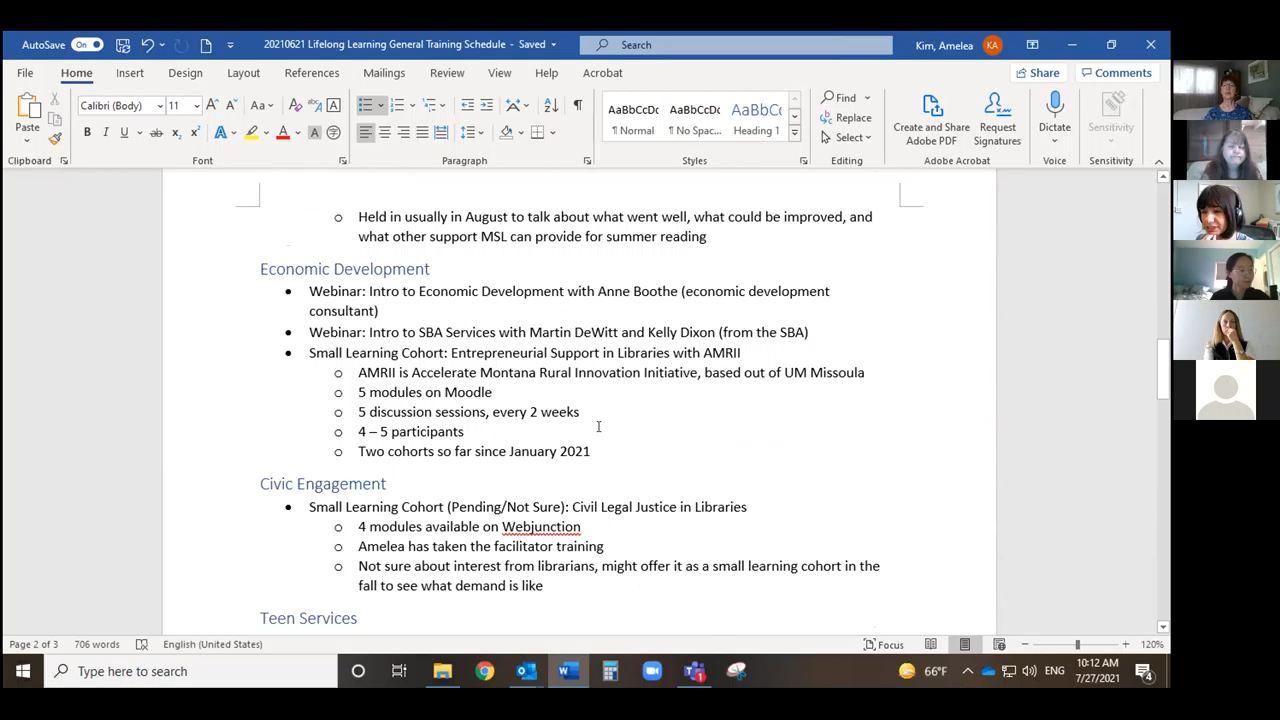 AutoSave On 20210621 Lifelong Learning General Training Schedule - Saved Search Kim, Amelea KA
File Home Insert Design Layout References Mailings Review View Help Acrobat Share Comments
Calibri (Body) 11 A A Aa A A
AaBbCcDc AaBbCcDc AaBbCc
Find
Replace
Select
Paste
B I U ab x₂ x² A A A
¶ Normal ¶ No Spac... Heading 1
Create and Share Adobe PDF
Request Signatures
Dictate
Sensitivity
Clipboard Font Paragraph Styles Editing Adobe Acrobat Voice Sensitivity
o Held in usually in August to talk about what went well, what could be improved, and
what other support MSL can provide for summer reading
Economic Development
• Webinar: Intro to Economic Development with Anne Boothe (economic development
consultant)
• Webinar: Intro to SBA Services with Martin DeWitt and Kelly Dixon (from the SBA)
• Small Learning Cohort: Entrepreneurial Support in Libraries with AMRII
o AMRII is Accelerate Montana Rural Innovation Initiative, based out of UM Missoula
o 5 modules on Moodle
o 5 discussion sessions, every 2 weeks
o 4 – 5 participants
o Two cohorts so far since January 2021
Civic Engagement
• Small Learning Cohort (Pending/Not Sure): Civil Legal Justice in Libraries
o 4 modules available on Webjunction
o Amelea has taken the facilitator training
o Not sure about interest from librarians, might offer it as a small learning cohort in the
fall to see what demand is like
Teen Services
Page 2 of 3 706 words English (United States) Focus 120%
Type here to search 66°F ENG 10:12 AM
7/27/2021 4